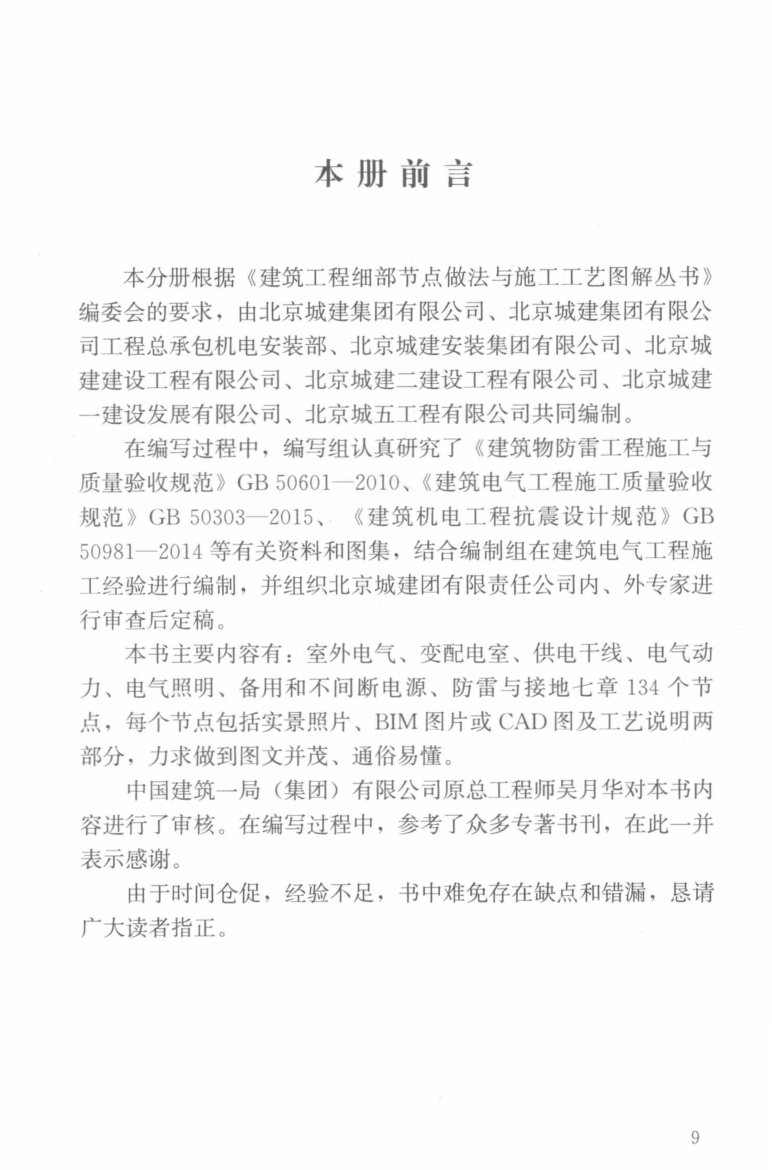 本册前言
本分册根据《建筑工程细部节点做法与施工工艺图解丛书》
编委会的要求，由北京城建集团有限公司、北京城建集团有限公
司工程总承包机电安装部、北京城建安装集团有限公司、北京城
建建设工程有限公司、北京城建二建设工程有限公司、北京城建
一建设发展有限公司、北京城五工程有限公司共同编制。
在编写过程中，编写组认真研究了《建筑物防雷工程施工与
质量验收规范》GB 50601—2010、《建筑电气工程施工质量验收
规范》GB 50303—2015、《建筑机电工程抗震设计规范》GB
50981—2014 等有关资料和图集，结合编制组在建筑电气工程施
工经验进行编制，并组织北京城建团有限责任公司内、外专家进
行审查后定稿。
本书主要内容有：室外电气、变配电室、供电干线、电气动
力、电气照明、备用和不间断电源、防雷与接地七章 134 个节
点，每个节点包括实景照片、BIM 图片或 CAD 图及工艺说明两
部分，力求做到图文并茂、通俗易懂。
中国建筑一局（集团）有限公司原总工程师吴月华对本书内
容进行了审核。在编写过程中，参考了众多专著书刊，在此一并
表示感谢。
由于时间仓促，经验不足，书中难免存在缺点和错漏，恳请
广大读者指正。
9